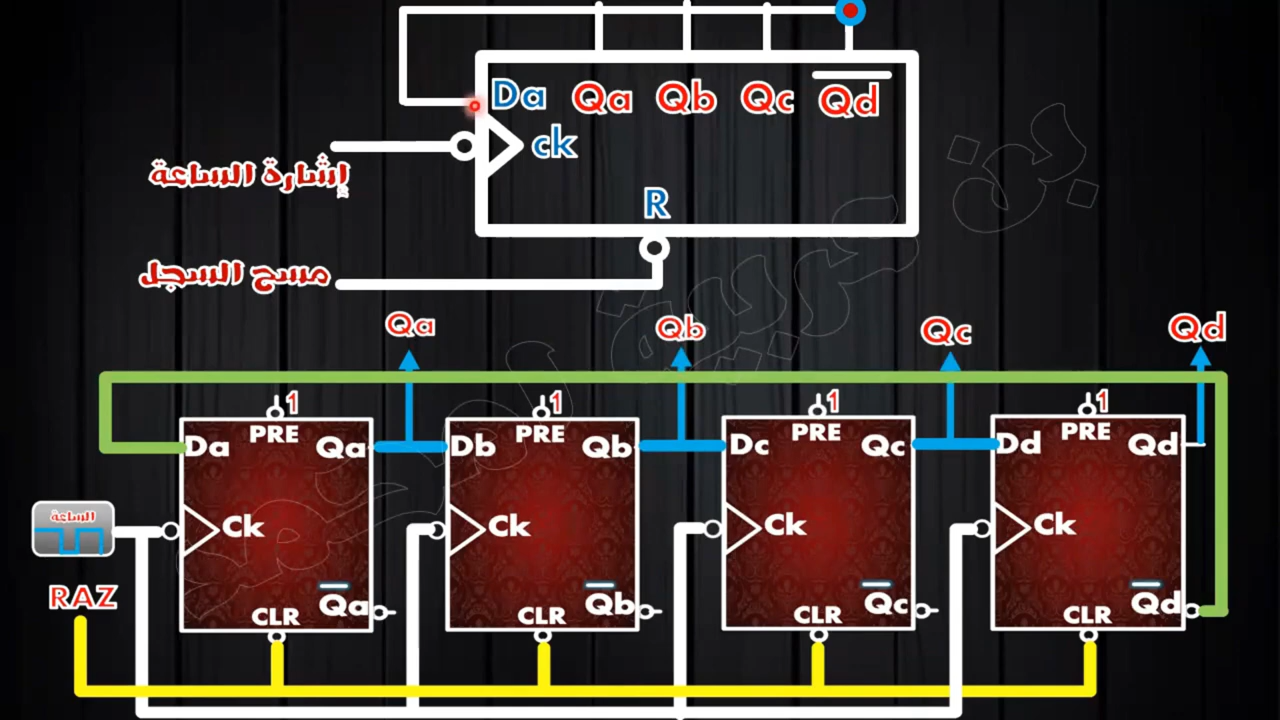 Da Qa Qb Qc Qd
ck
إشارة الساعة
R
مسح السجل
Qa Qb Qc Qd
1 1 1 1
PRE PRE PRE PRE
Da Qa Db Qb Dc Qc Dd Qd
الساعة
Ck Ck Ck Ck
RAZ
Qa Qb Qc Qd
CLR CLR CLR CLR